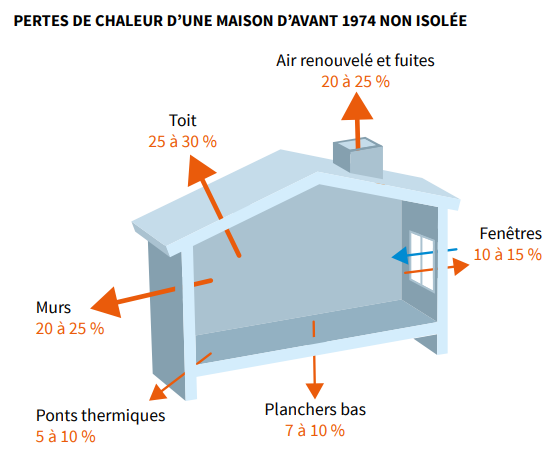 PERTES DE CHALEUR D’UNE MAISON D’AVANT 1974 NON ISOLÉE
Air renouvelé et fuites
20 à 25 %
Toit
25 à 30 %
Fenêtres
10 à 15 %
Murs
20 à 25 %
Ponts thermiques
5 à 10 %
Planchers bas
7 à 10 %